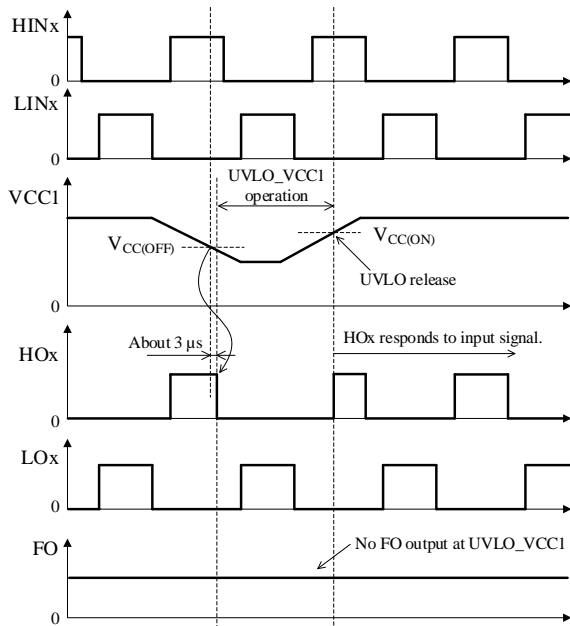 HINx
0
LINx
0
UVLO_VCC1
operation
VCC1
VCC(OFF)
VCC(ON)
UVLO release
0
About 3 µs
HOx responds to input signal.
HOx
0
LOx
0
No FO output at UVLO_VCC1
FO
0